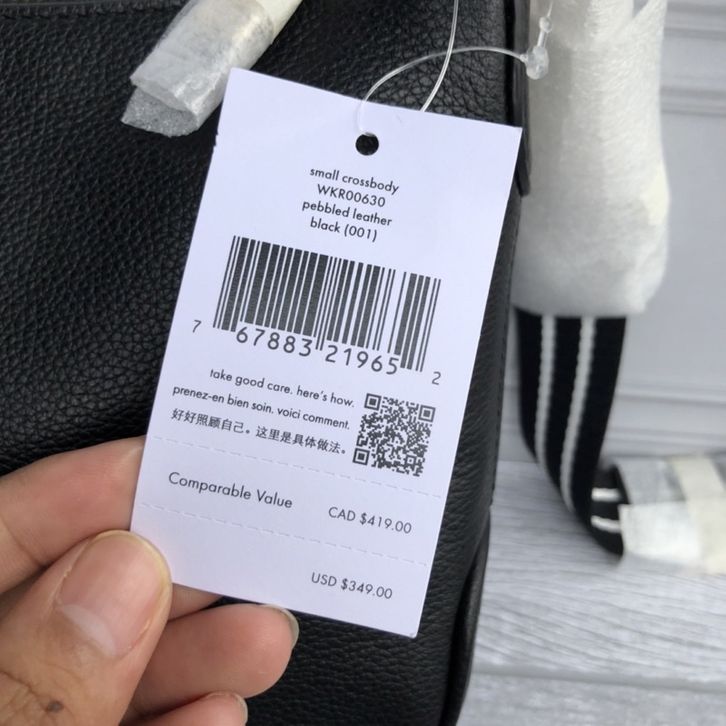 small crossbody
WKR00630
pebbled leather
black (001)
7 67883 21965 2
take good care. here's how.
prenez-en bien soin. voici comment.
好好照顾自己。这里是具体做法。
Comparable Value CAD $419.00
USD $349.00